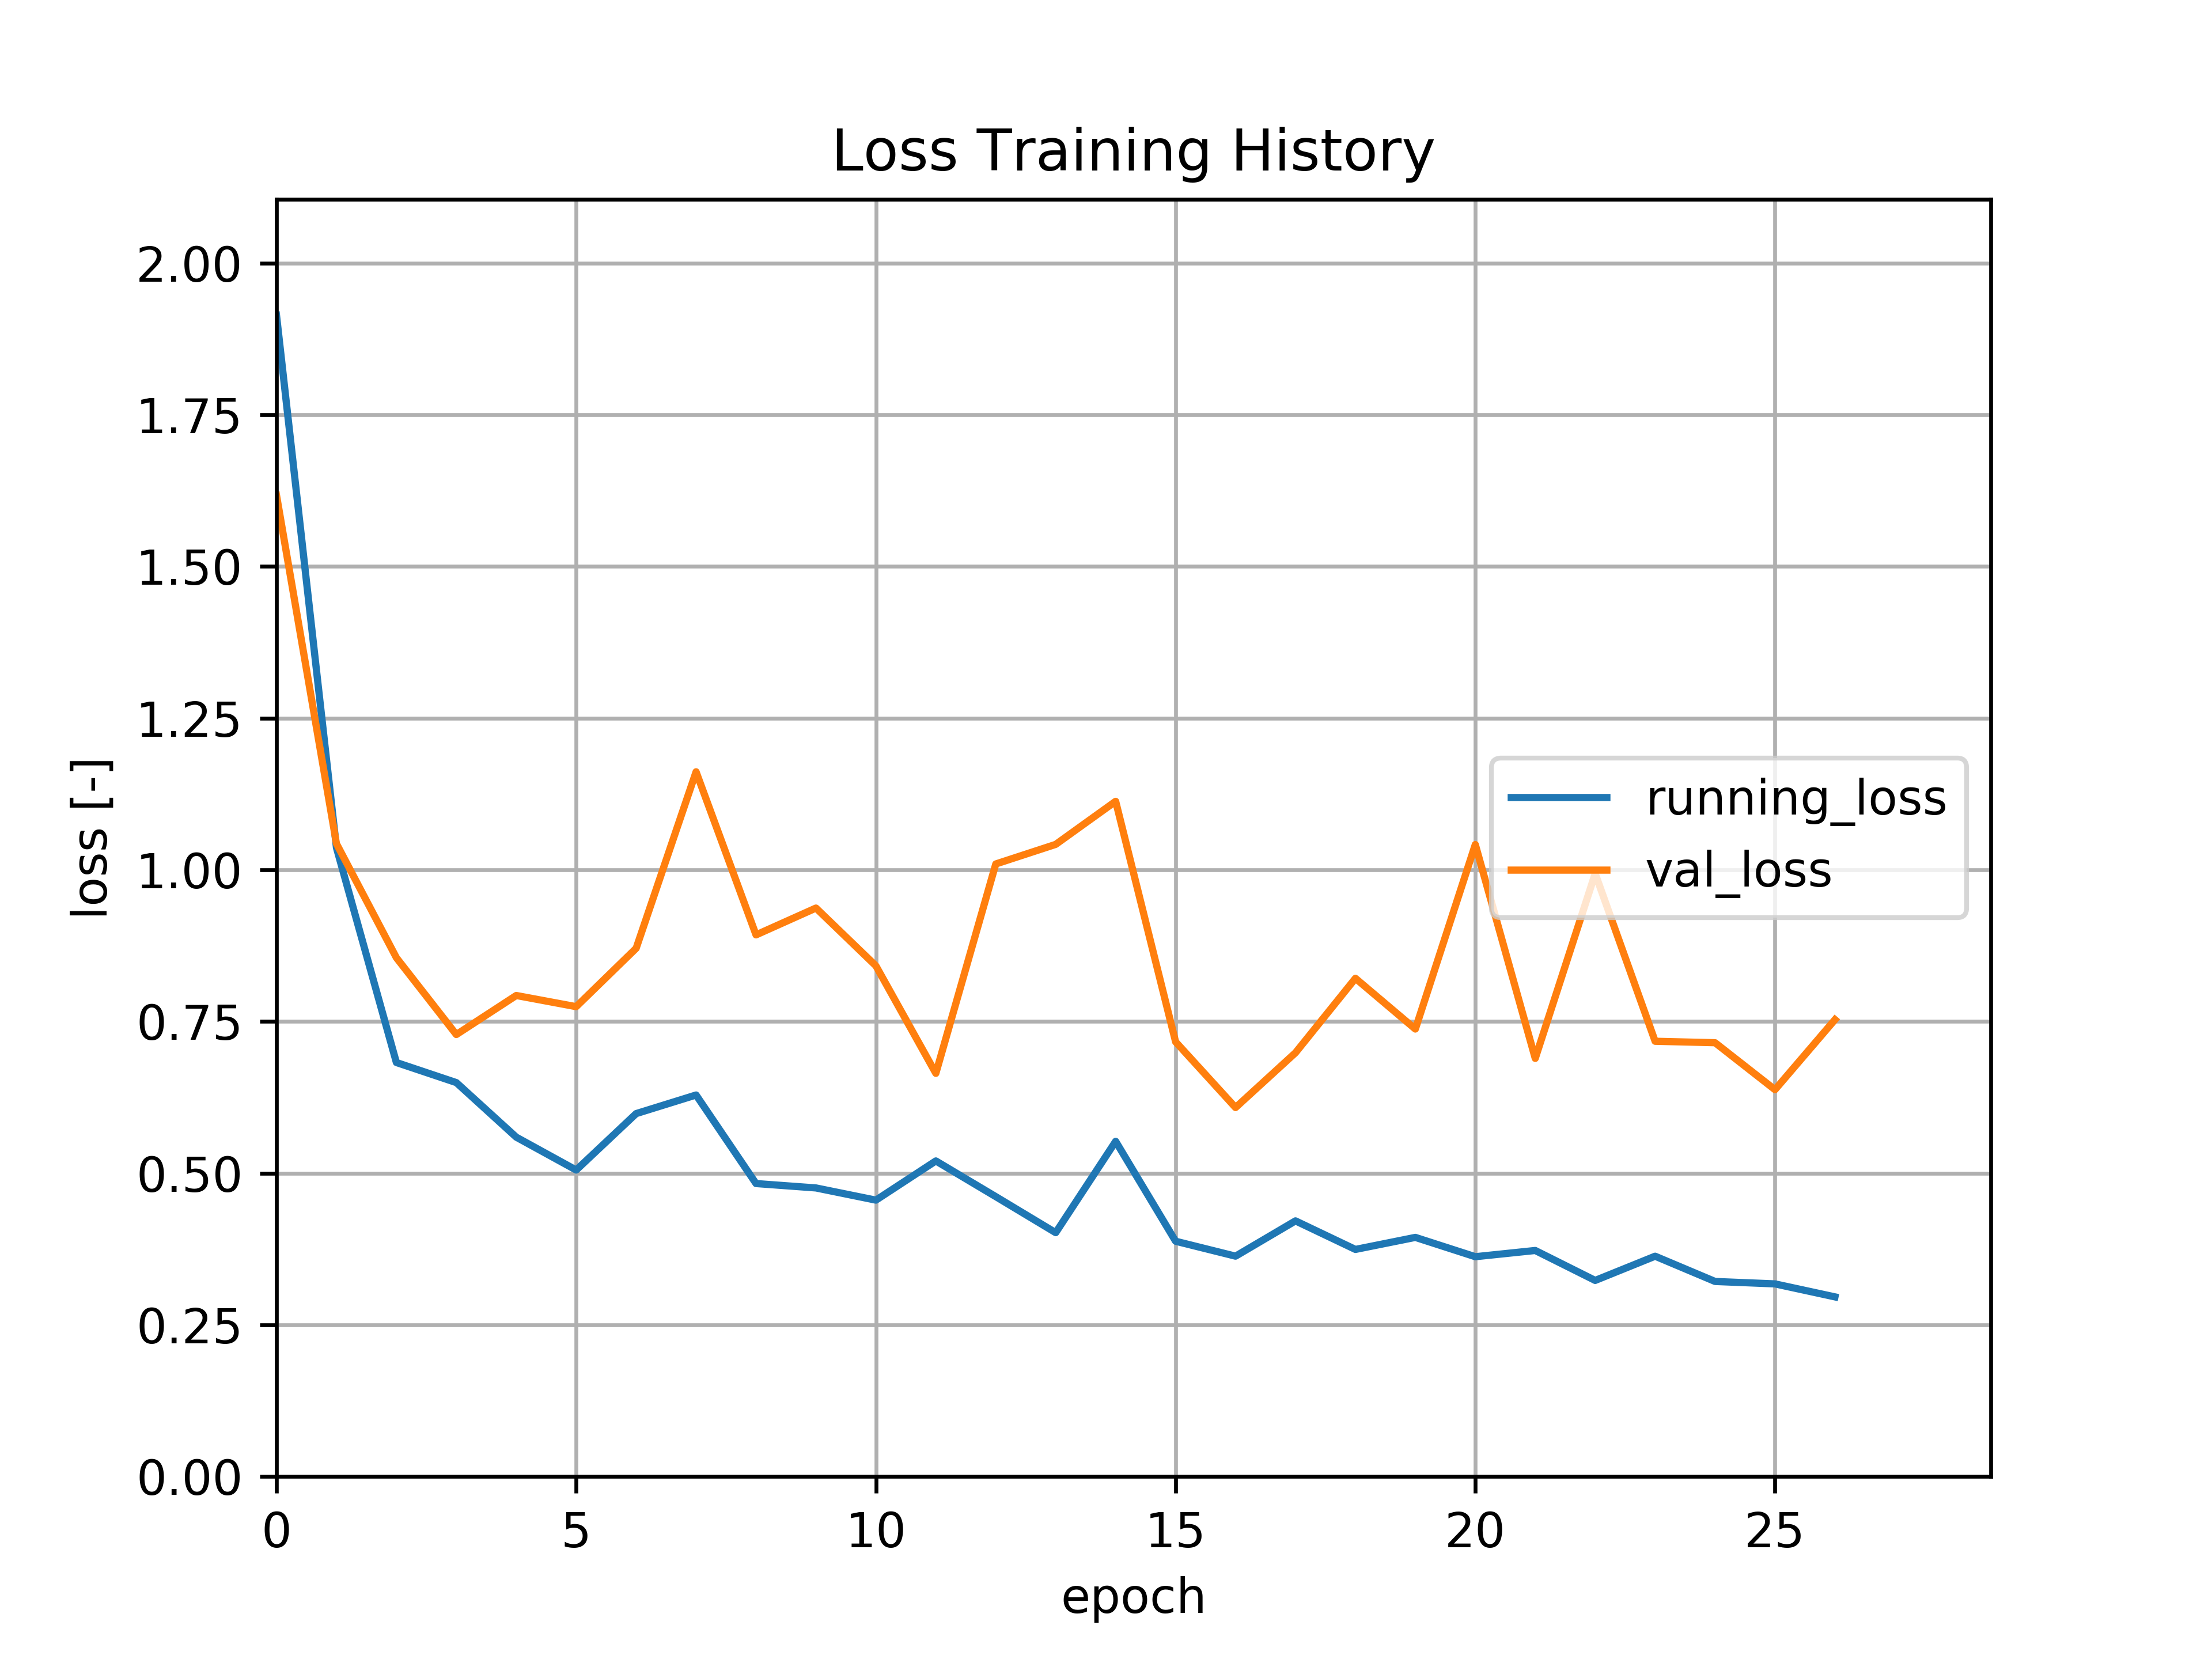 Loss Training History
2.00
1.75
1.50
1.25
1.00
0.75
0.50
0.25
0.00
loss [-]
running_loss
val_loss
0 5 10 15 20 25
epoch